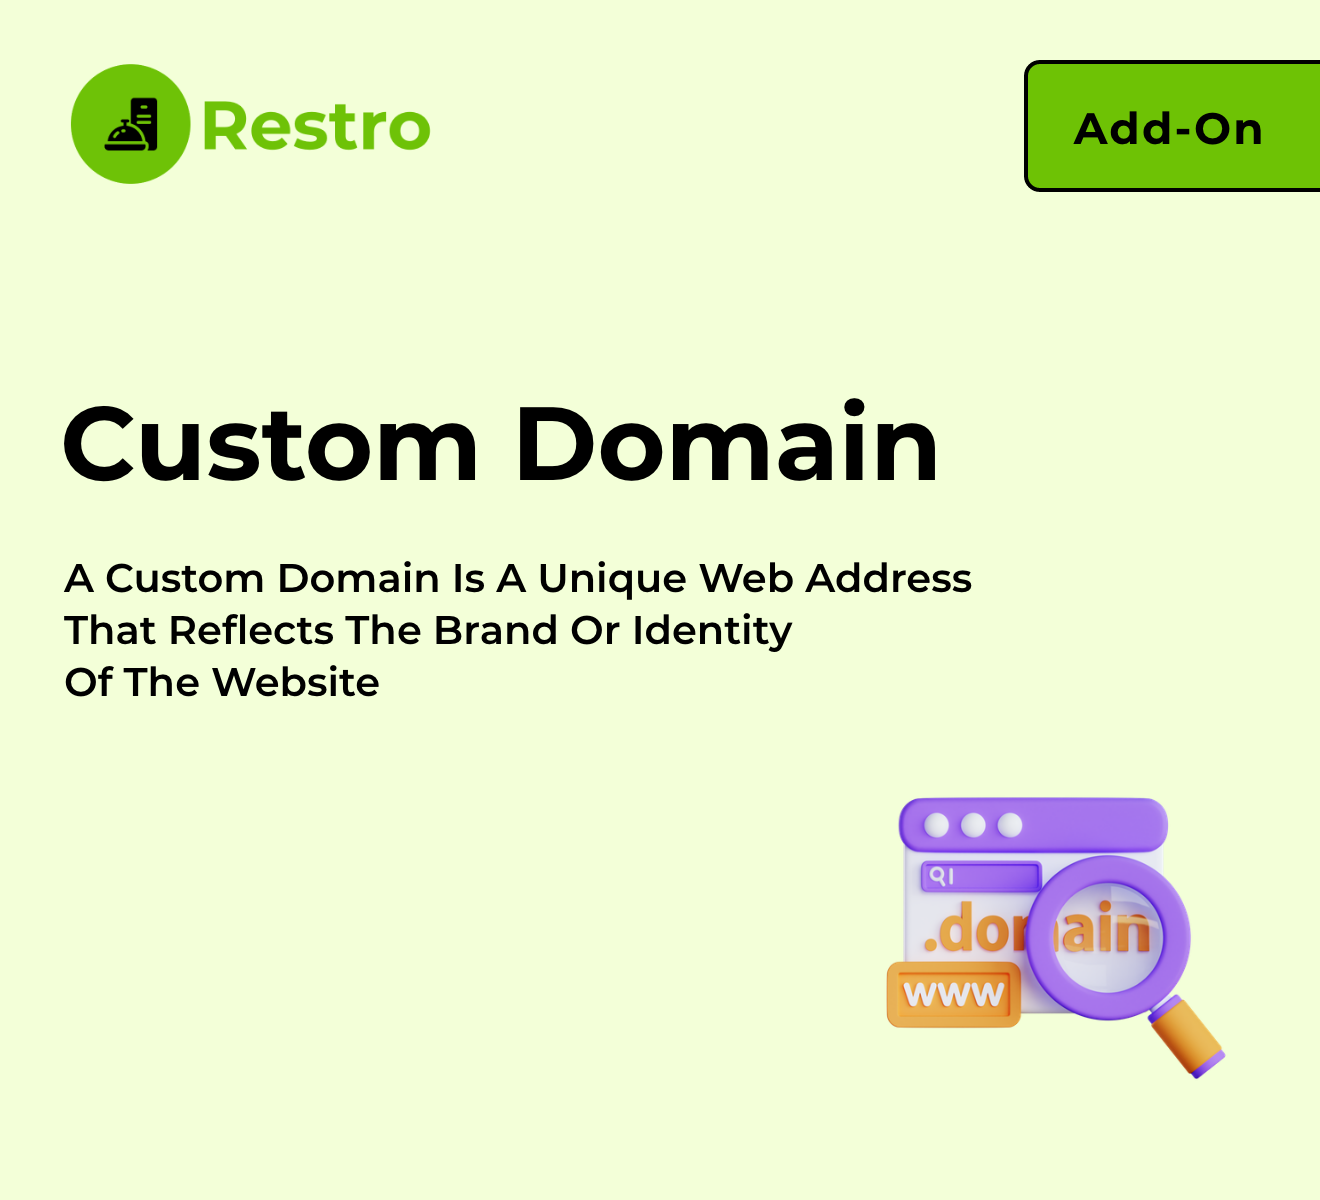 Restro
Add-On
Custom Domain
A Custom Domain Is A Unique Web Address
That Reflects The Brand Or Identity
Of The Website
.domain
WWW